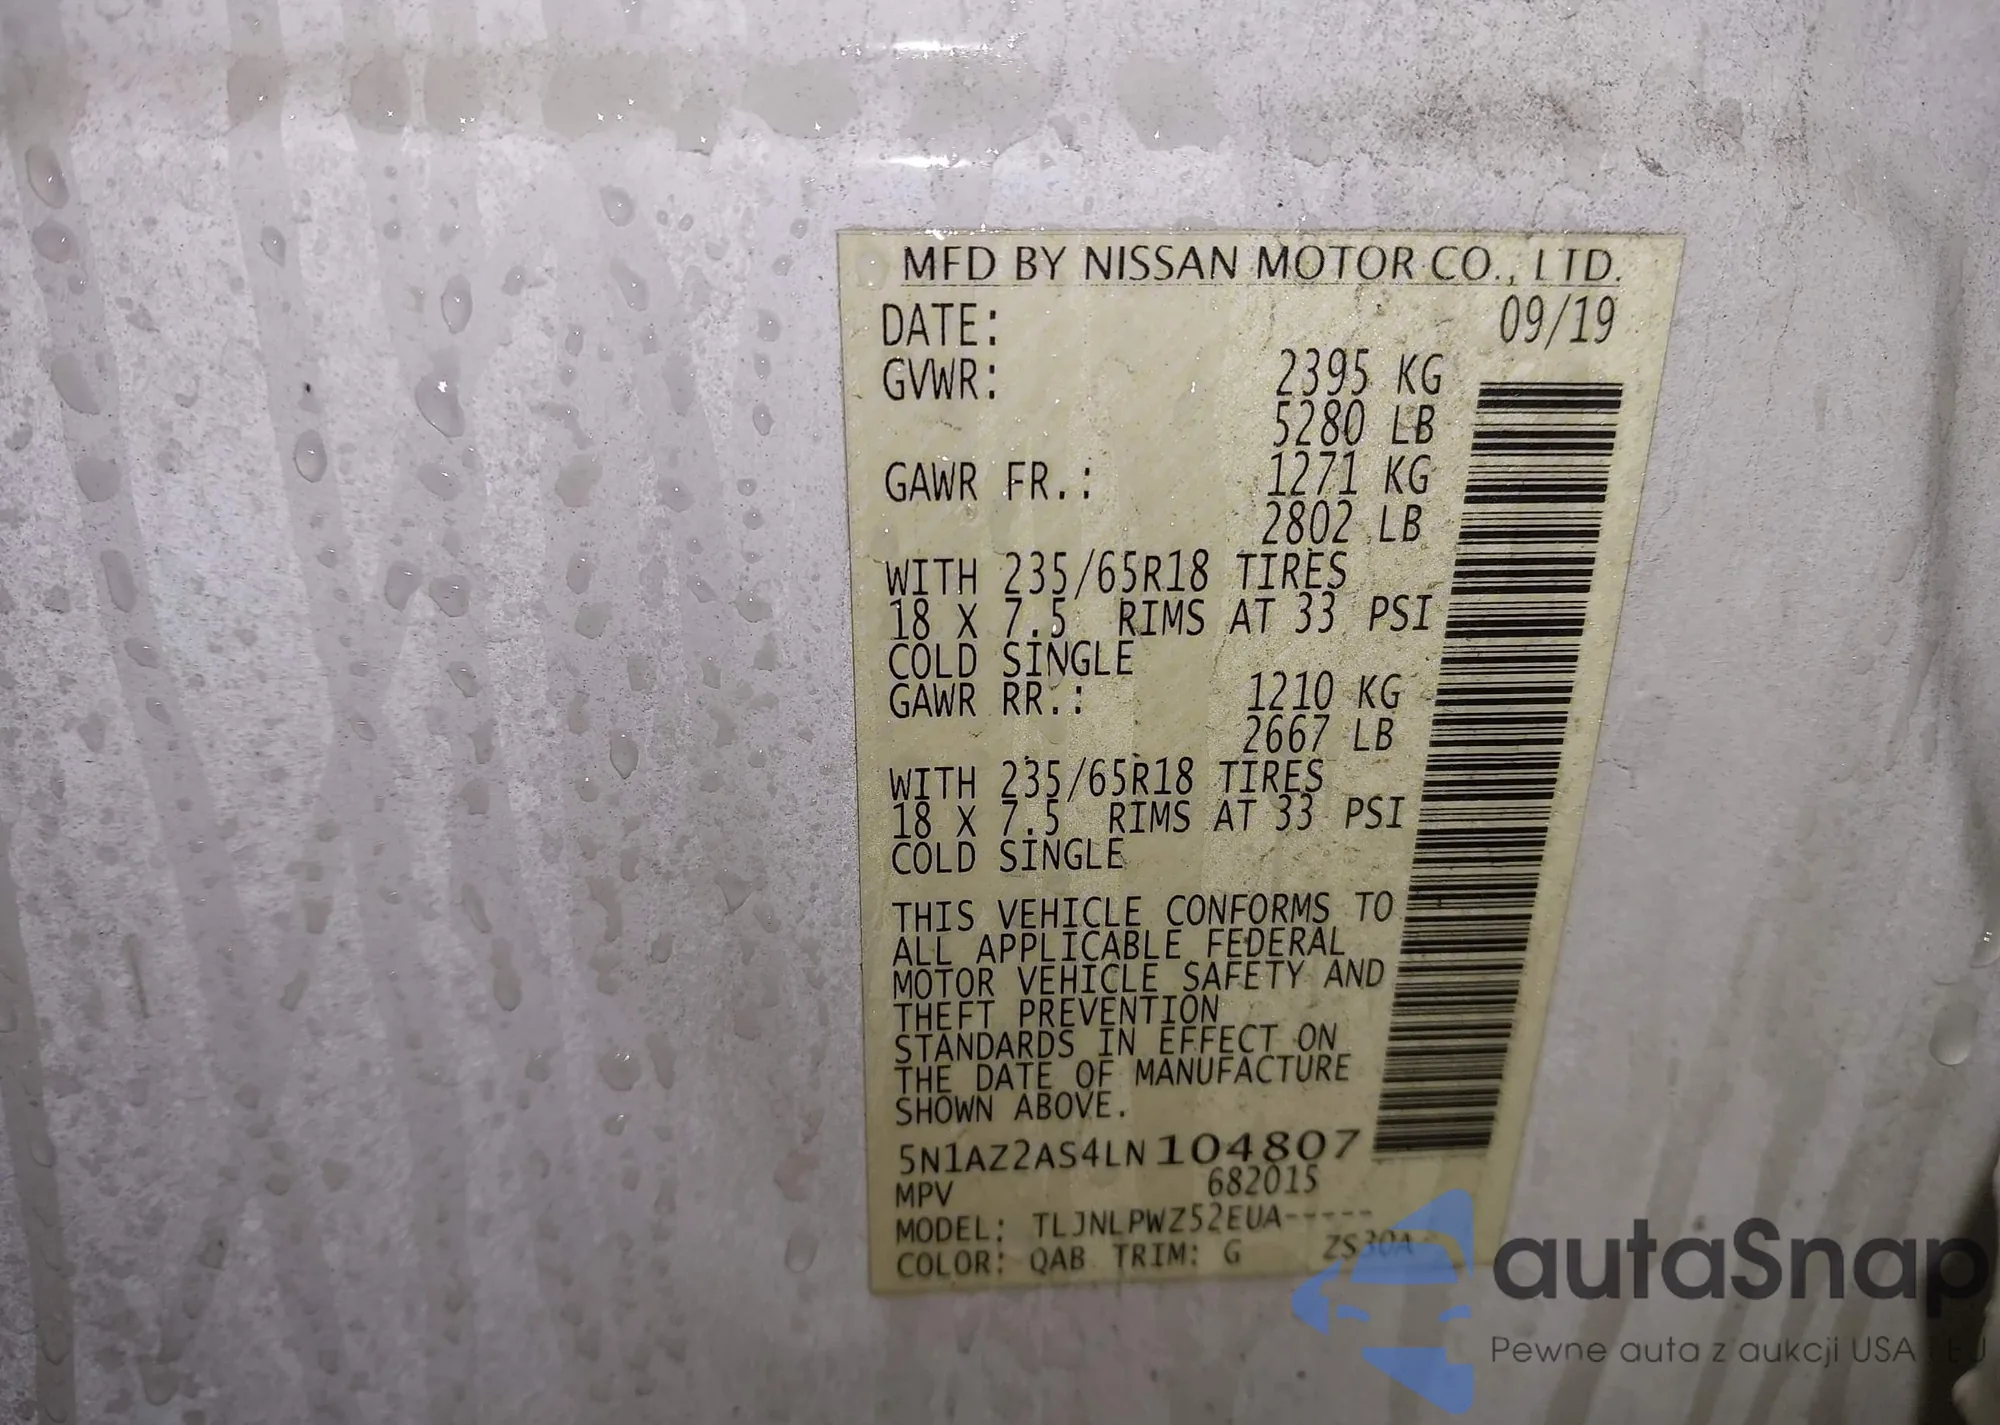 MFD BY NISSAN MOTOR CO., LTD.
DATE: 09/19
GVWR: 2395 KG
5280 LB
GAWR FR.: 1271 KG
2802 LB
WITH 235/65R18 TIRES
18 X 7.5 RIMS AT 33 PSI
COLD SINGLE
GAWR RR.: 1210 KG
2667 LB
WITH 235/65R18 TIRES
18 X 7.5 RIMS AT 33 PSI
COLD SINGLE
THIS VEHICLE CONFORMS TO
ALL APPLICABLE FEDERAL
MOTOR VEHICLE SAFETY AND
THEFT PREVENTION
STANDARDS IN EFFECT ON
THE DATE OF MANUFACTURE
SHOWN ABOVE.
5N1AZ2AS4LN104807
MPV 682015
MODEL: TLJNLPWZ52EUA-----
COLOR: QAB TRIM: G ZS30A
autaSnap
Pewne auta z aukcji USA i EU